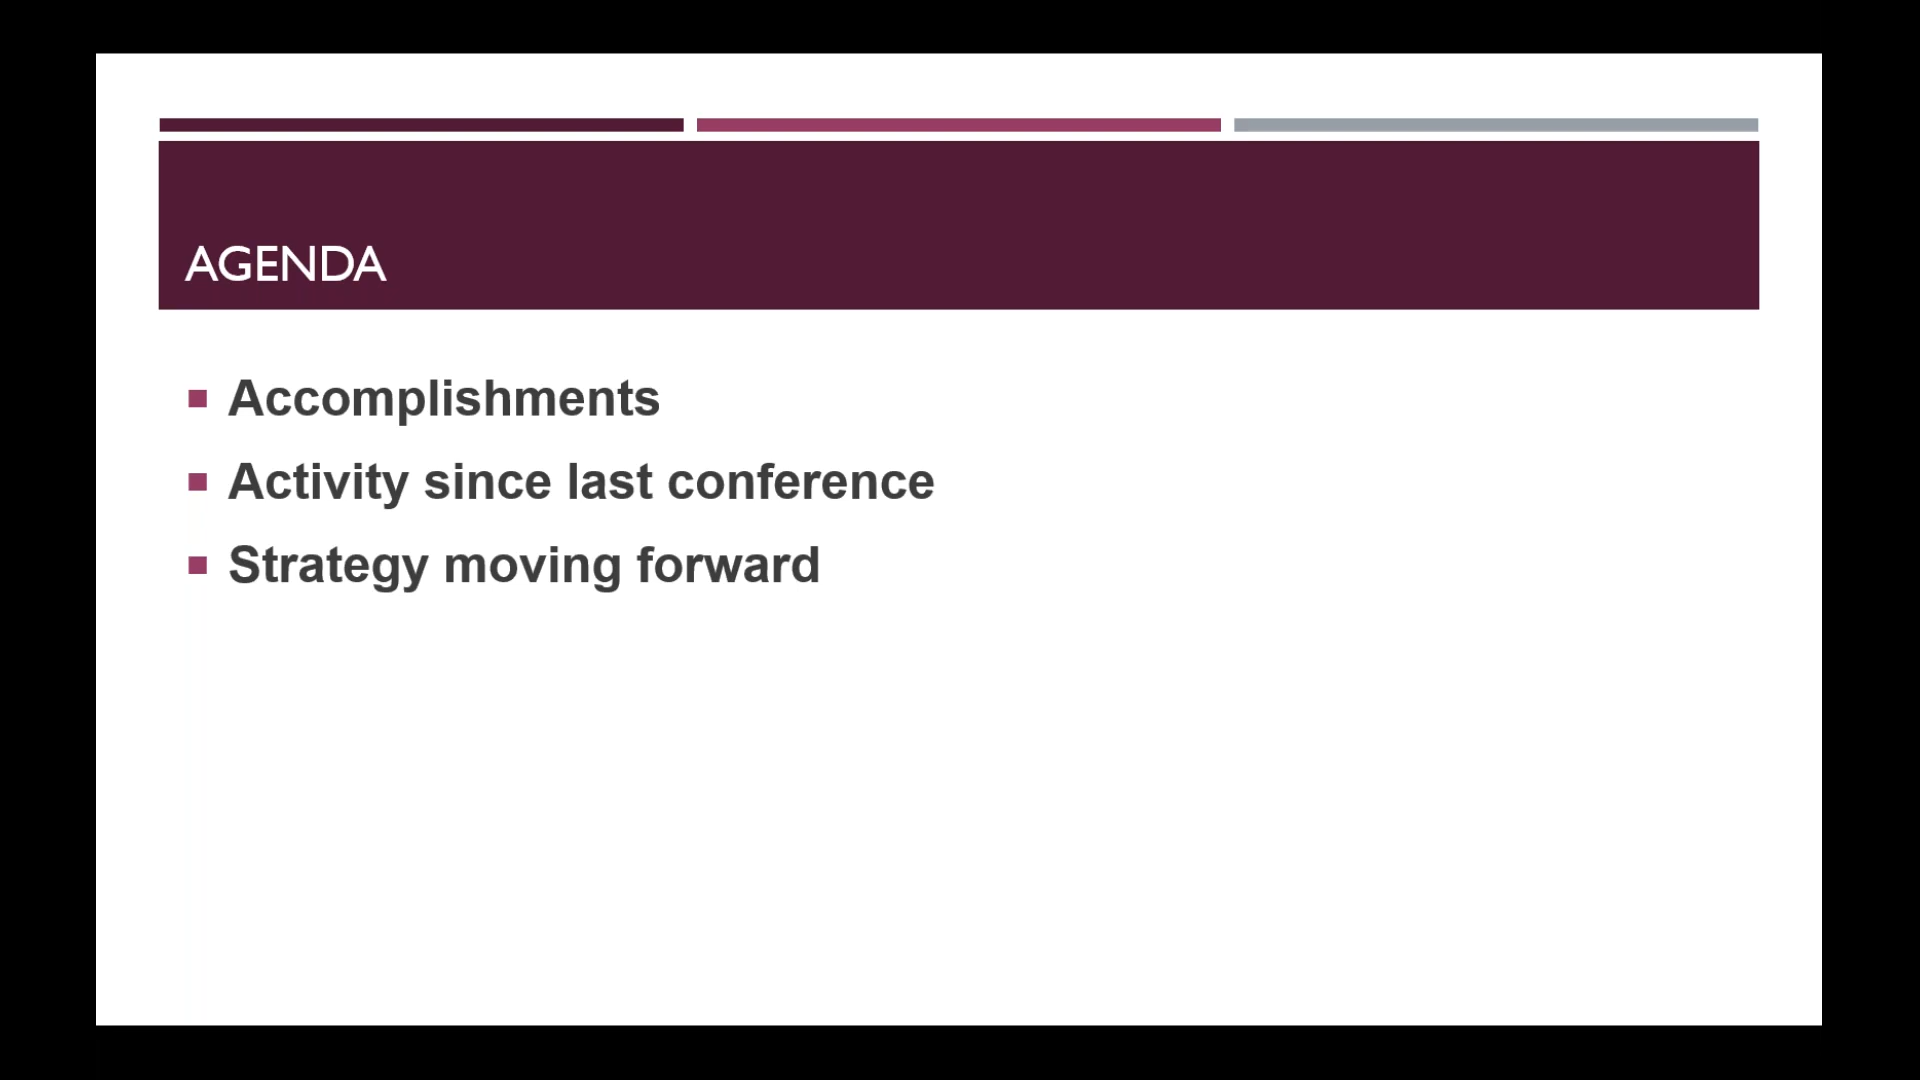 AGENDA
Accomplishments
Activity since last conference
Strategy moving forward